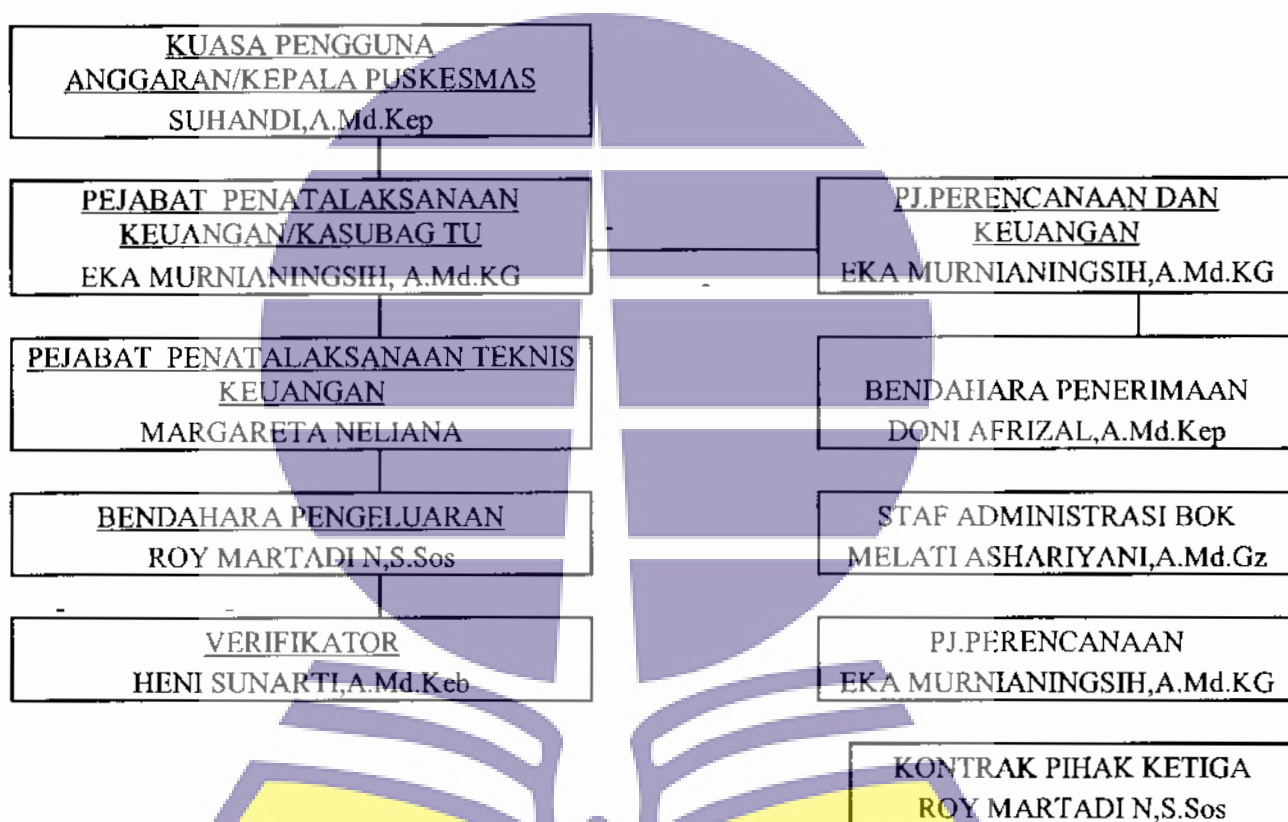 KUASA PENGGUNA
ANGGARAN/KEPALA PUSKESMAS
SUHANDI,A.Md.Kep
PEJABAT PENATALAKSANAAN
KEUANGAN/KASUBAG TU
EKA MURNIANINGSIH, A.Md.KG
PJ.PERENCANAAN DAN
KEUANGAN
EKA MURNIANINGSIH,A.Md.KG
PEJABAT PENATALAKSANAAN TEKNIS
KEUANGAN
MARGARETA NELIANA
BENDAHARA PENERIMAAN
DONI AFRIZAL,A.Md.Kep
BENDAHARA PENGELUARAN
ROY MARTADI N,S.Sos
STAF ADMINISTRASI BOK
MELATI ASHARIYANI,A.Md.Gz
VERIFIKATOR
HENI SUNARTI,A.Md.Keb
PJ.PERENCANAAN
EKA MURNIANINGSIH,A.Md.KG
KONTRAK PIHAK KETIGA
ROY MARTADI N,S.Sos